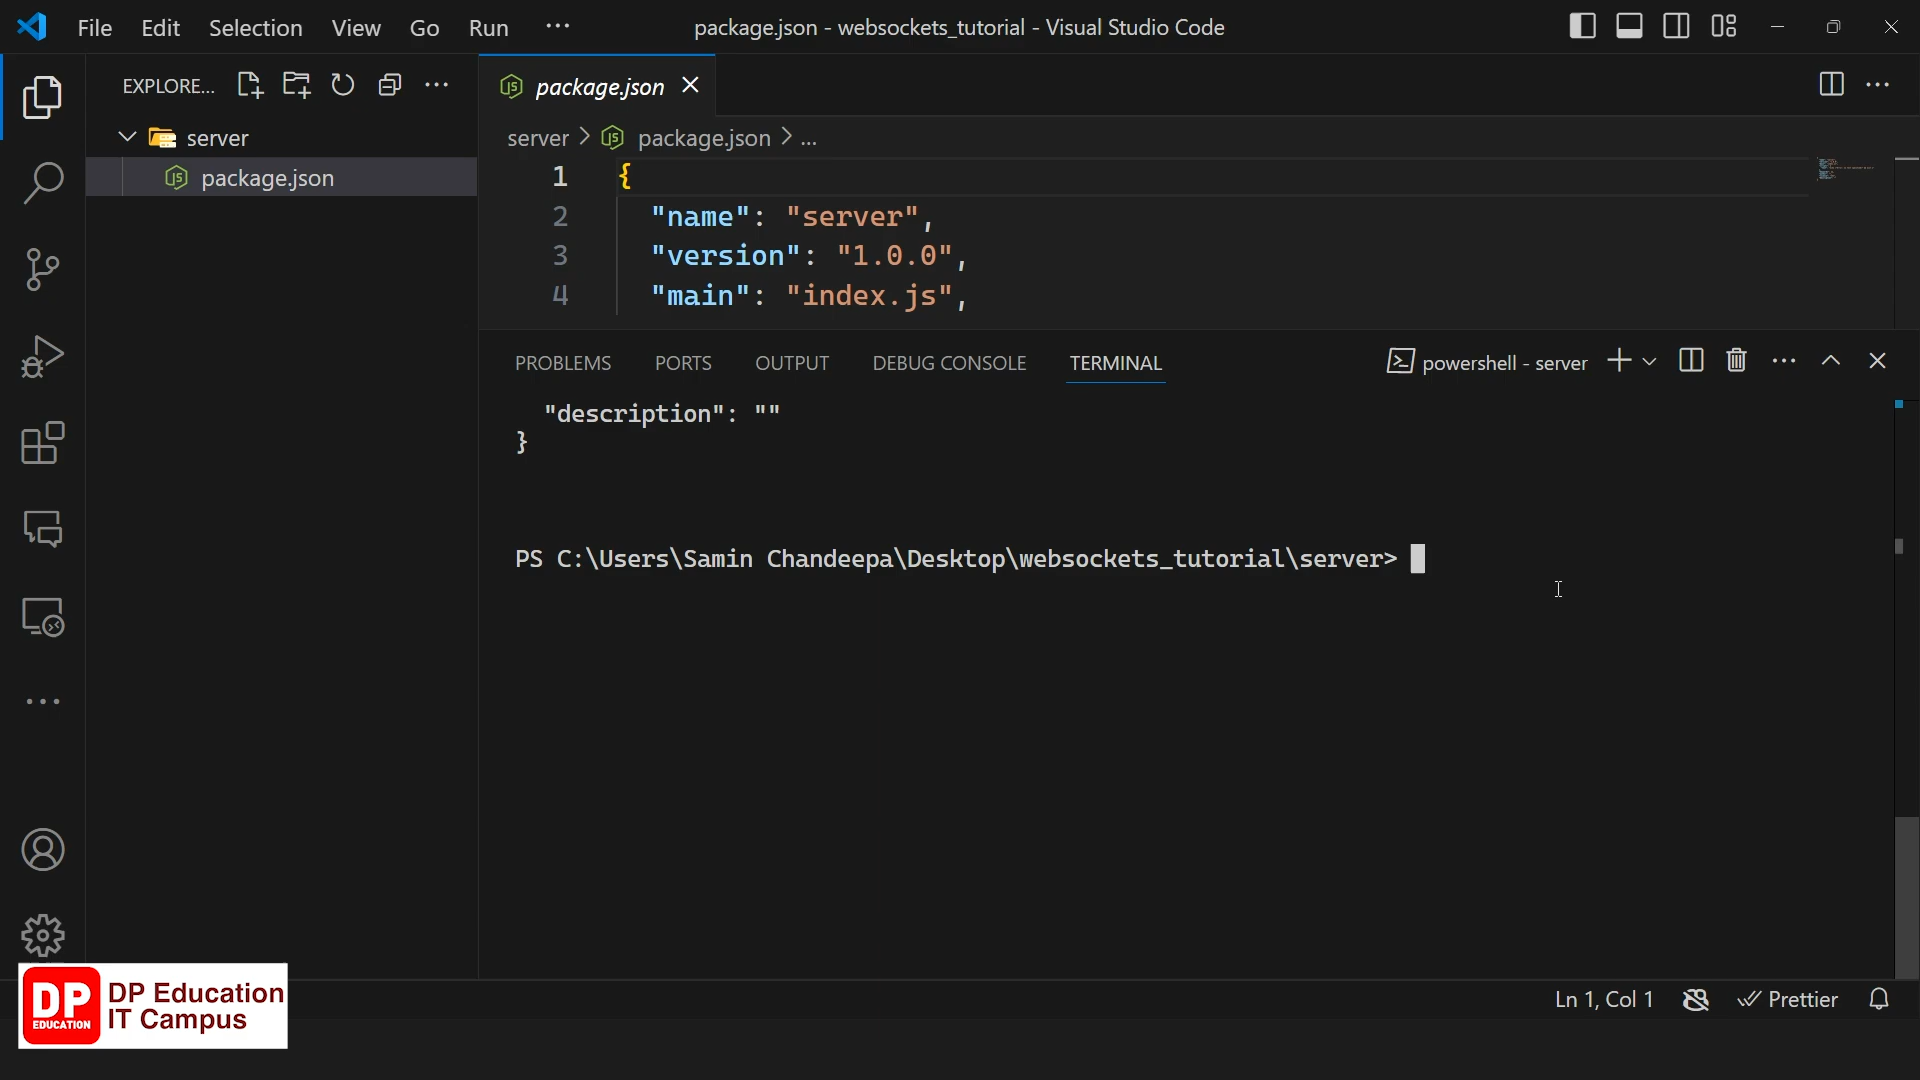 File Edit Selection View Go Run ··· package.json - websockets_tutorial - Visual Studio Code
EXPLORE... package.json
server
package.json
server > package.json > ...
1 {
2 "name": "server",
3 "version": "1.0.0",
4 "main": "index.js",
PROBLEMS PORTS OUTPUT DEBUG CONSOLE TERMINAL powershell - server
"description": ""
}
PS C:\Users\Samin Chandeepa\Desktop\websockets_tutorial\server>
DP EDUCATION
DP Education
IT Campus
Ln 1, Col 1 Prettier